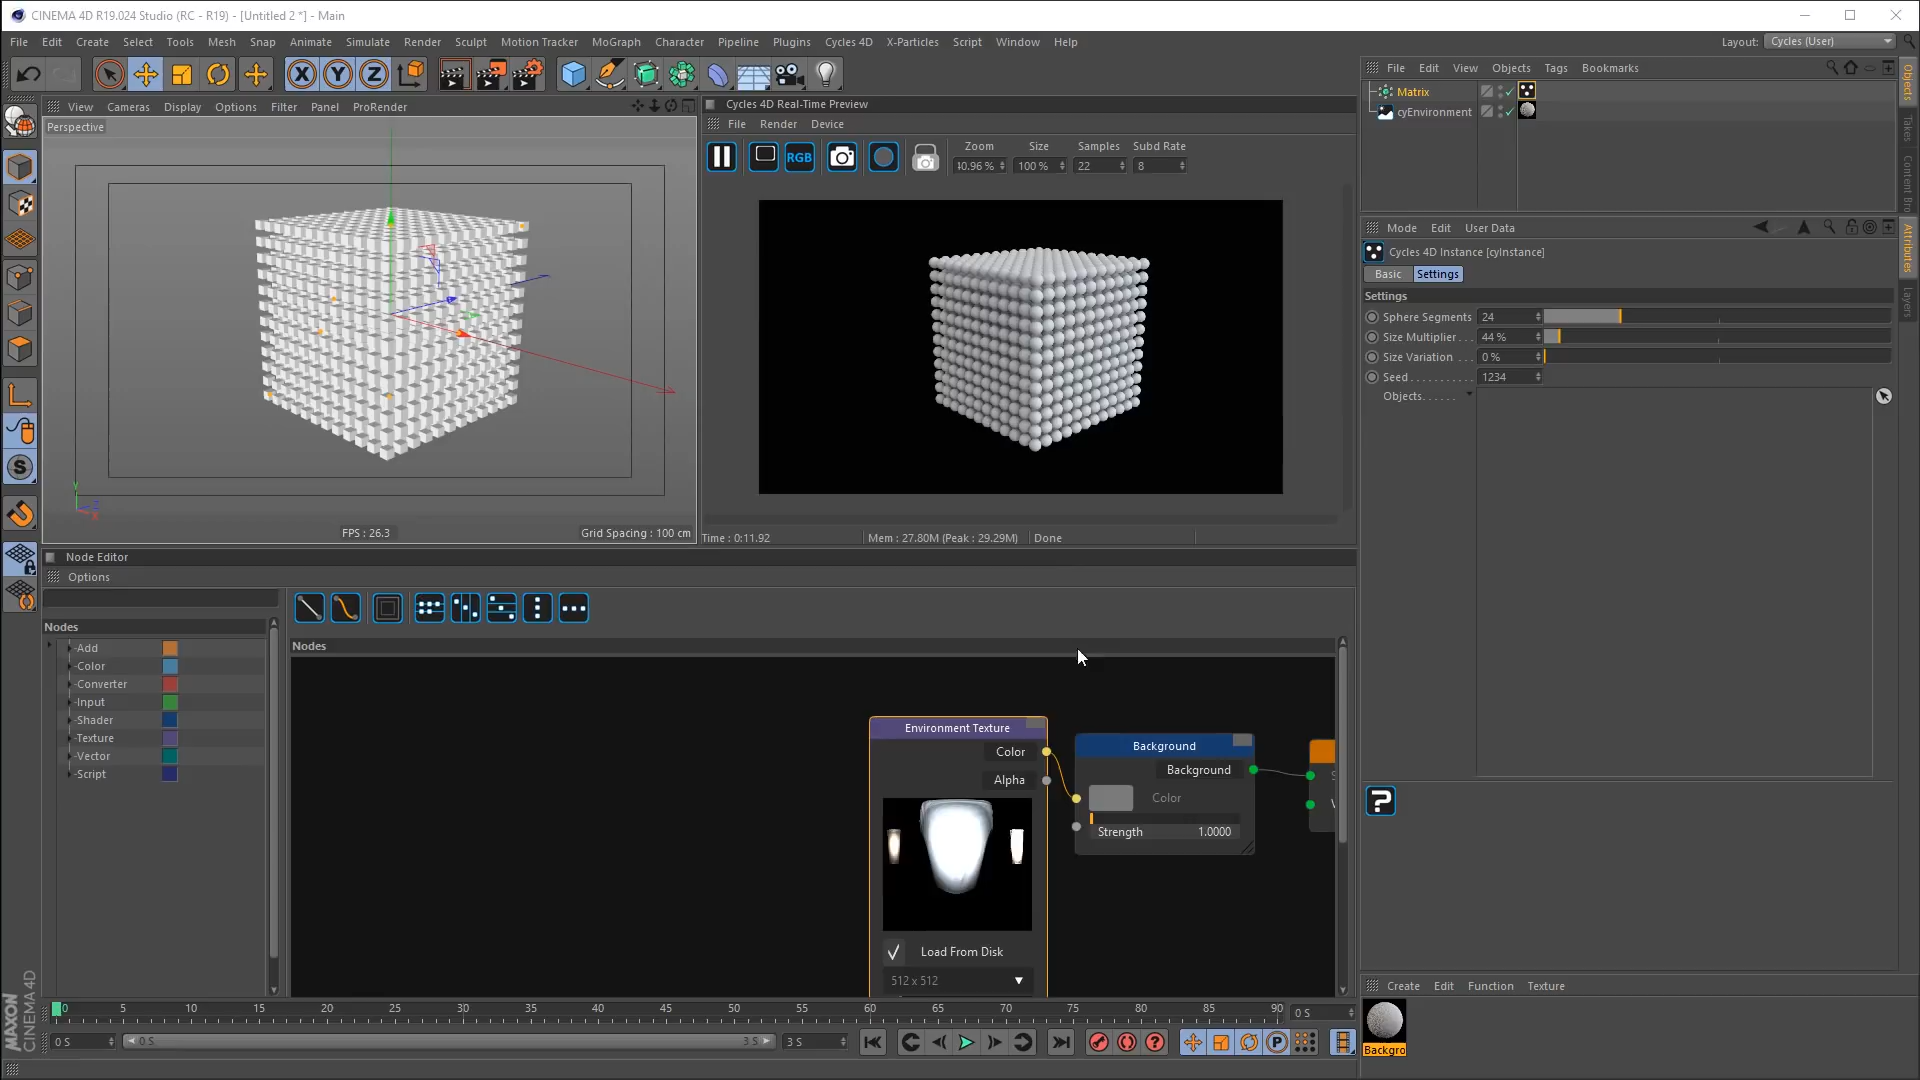 CINEMA 4D R19.024 Studio (RC - R19) - [Untitled 2 *] - Main
File Edit Create Select Tools Mesh Snap Animate Simulate Render Sculpt Motion Tracker MoGraph Character Pipeline Plugins Cycles 4D X-Particles Script Window Help
Layout: Cycles (User)
X Y Z
View Cameras Display Options Filter Panel ProRender
Perspective
FPS : 26.3
Grid Spacing : 100 cm
Y
Z
X
Cycles 4D Real-Time Preview
File Render Device
RGB
Zoom Size Samples Subd Rate
40.96 % 100 % 22 8
Time : 0:11.92 Mem : 27.80M (Peak : 29.29M) Done
File Edit View Objects Tags Bookmarks
Matrix
cyEnvironment
Objects
Takes
Content Bro
Attributes
Layers
Mode Edit User Data
Cycles 4D Instance [cyInstance]
Basic Settings
Settings
Sphere Segments 24
Size Multiplier . . . 44 %
Size Variation . . 0 %
Seed . . . . . . . . . . . 1234
Objects. . . . . .
?
Node Editor
Options
Nodes
-Add
-Color
-Converter
-Input
-Shader
-Texture
-Vector
-Script
Nodes
Environment Texture
Color
Alpha
Load From Disk
512 x 512
Background
Background
Color
Strength 1.0000
0 5 10 15 20 25 30 35 40 45 50 55 60 65 70 75 80 85 90
0 S
0 S 0 S 3 S 3 S
P
Create Edit Function Texture
Backgro
MAXON
CINEMA 4D